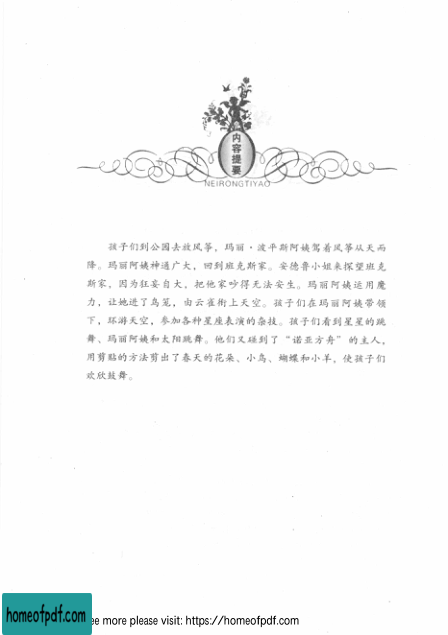 内容提要
NEIRONGTIYAO
孩子们到公园去放风筝，玛丽·波平斯阿姨驾着风筝从天而
降。玛丽阿姨神通广大，回到班克斯家。安德鲁小姐来探望班克
斯家，因为狂妄自大，把他家吵得无法安生。玛丽阿姨运用魔
力，让她进了鸟笼，由云雀衔上天空。孩子们在玛丽阿姨带领
下，环游天空，参加各种星座表演的杂技。孩子们看到星星的跳
舞、玛丽阿姨和太阳跳舞。他们又碰到了“诺亚方舟”的主人，
用剪贴的方法剪出了春天的花朵、小鸟、蝴蝶和小羊，使孩子们
欢欣鼓舞。
homeofpdf.com
ee more please visit: https://homeofpdf.com